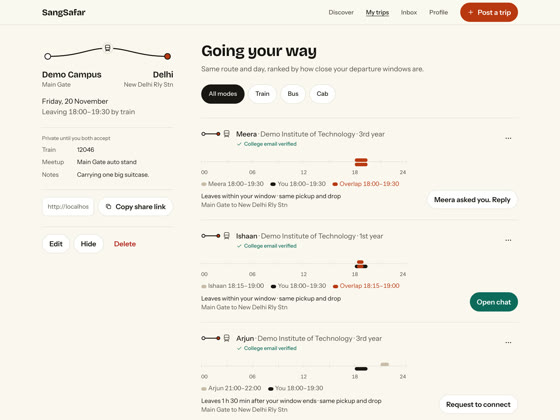 SangSafar
Discover
My trips
Inbox
Profile
+ Post a trip
Demo Campus
Main Gate
Delhi
New Delhi Rly Stn
Friday, 20 November
Leaving 18:00–19:30 by train
Private until you both accept
Train 12046
Meetup Main Gate auto stand
Notes Carrying one big suitcase.
http://localhos
Copy share link
Edit
Hide
Delete
Going your way
Same route and day, ranked by how close your departure windows are.
All modes
Train
Bus
Cab
Meera · Demo Institute of Technology · 3rd year
✓ College email verified
00 06 12 18 24
Meera 18:00–19:30 You 18:00–19:30 Overlap 18:00–19:30
Leaves within your window · same pickup and drop
Main Gate to New Delhi Rly Stn
Meera asked you. Reply
Ishaan · Demo Institute of Technology · 1st year
✓ College email verified
00 06 12 18 24
Ishaan 18:15–19:00 You 18:00–19:30 Overlap 18:15–19:00
Leaves within your window · same pickup and drop
Main Gate to New Delhi Rly Stn
Open chat
Arjun · Demo Institute of Technology · 3rd year
✓ College email verified
00 06 12 18 24
Arjun 21:00–22:00 You 18:00–19:30
Leaves 1 h 30 min after your window ends · same pickup and drop
Main Gate to New Delhi Rly Stn
Request to connect